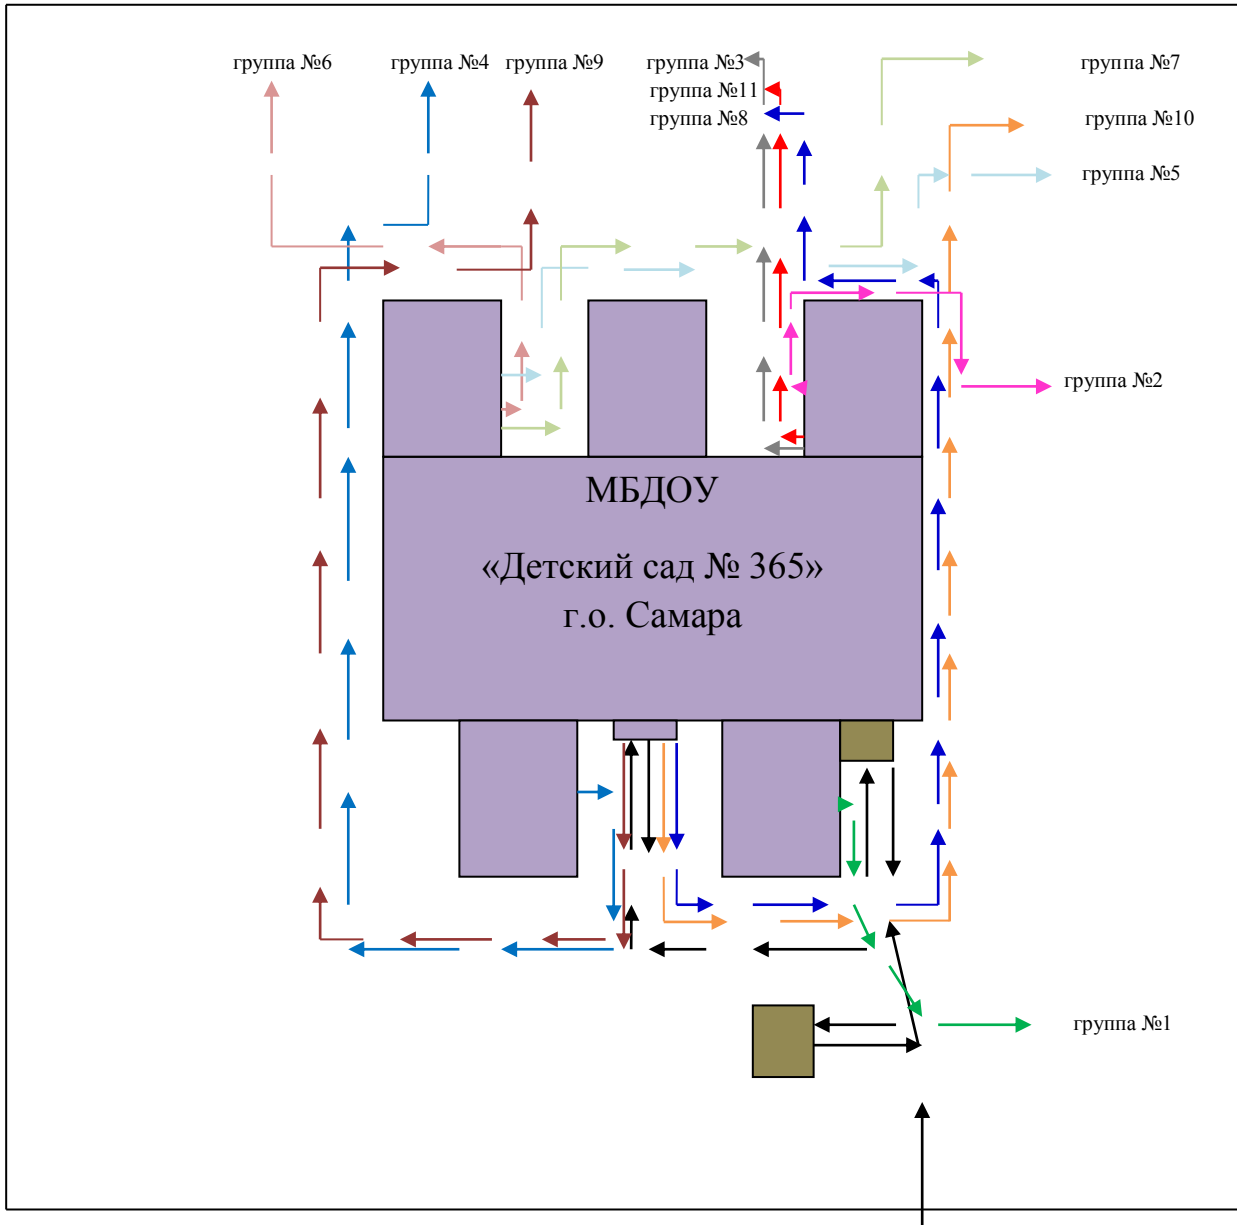 группа №6
группа №4
группа №9
группа №3
группа №7
группа №11
группа №8
группа №10
группа №5
группа №2
МБДОУ
«Детский сад № 365»
г.о. Самара
группа №1